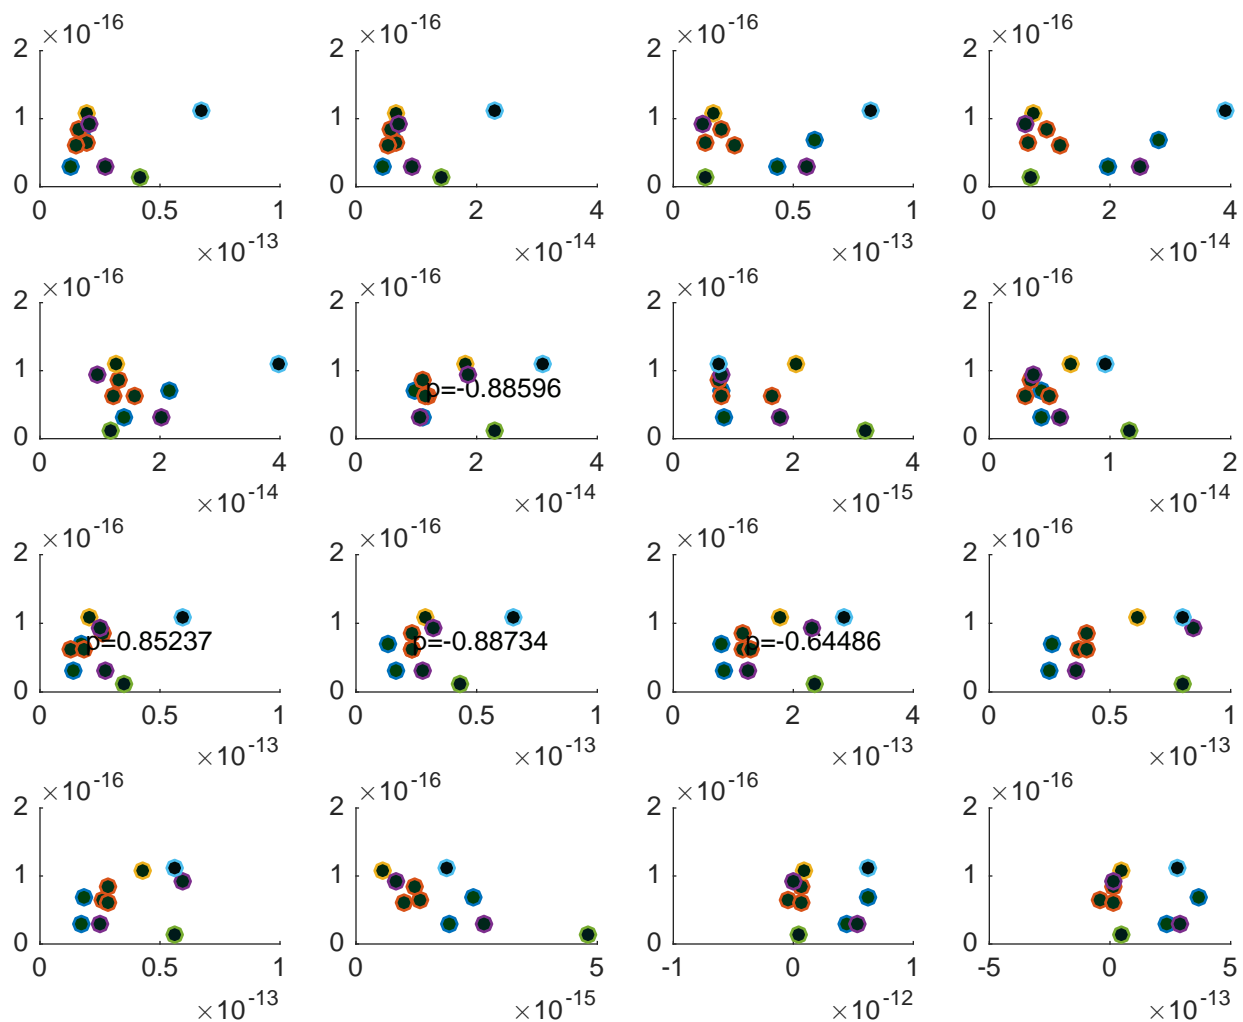 ×10-16 ×10-16 ×10-16 ×10-16
2 2 2 2
1 1 1 1
0 0 0 0
0 0.5 1 0 2 4 0 0.5 1 0 2 4
×10-13 ×10-14 ×10-13 ×10-14
×10-16 ×10-16 ×10-16 ×10-16
2 2 2 2
1 1 1 1
p=-0.88596
0 0 0 0
0 2 4 0 2 4 0 2 4 0 1 2
×10-14 ×10-14 ×10-15 ×10-14
×10-16 ×10-16 ×10-16 ×10-16
2 2 2 2
1 1 1 1
p=0.85237 p=-0.88734 p=-0.64486
0 0 0 0
0 0.5 1 0 0.5 1 0 2 4 0 0.5 1
×10-13 ×10-13 ×10-13 ×10-13
×10-16 ×10-16 ×10-16 ×10-16
2 2 2 2
1 1 1 1
0 0 0 0
0 0.5 1 0 5 -1 0 1 -5 0 5
×10-13 ×10-15 ×10-12 ×10-13